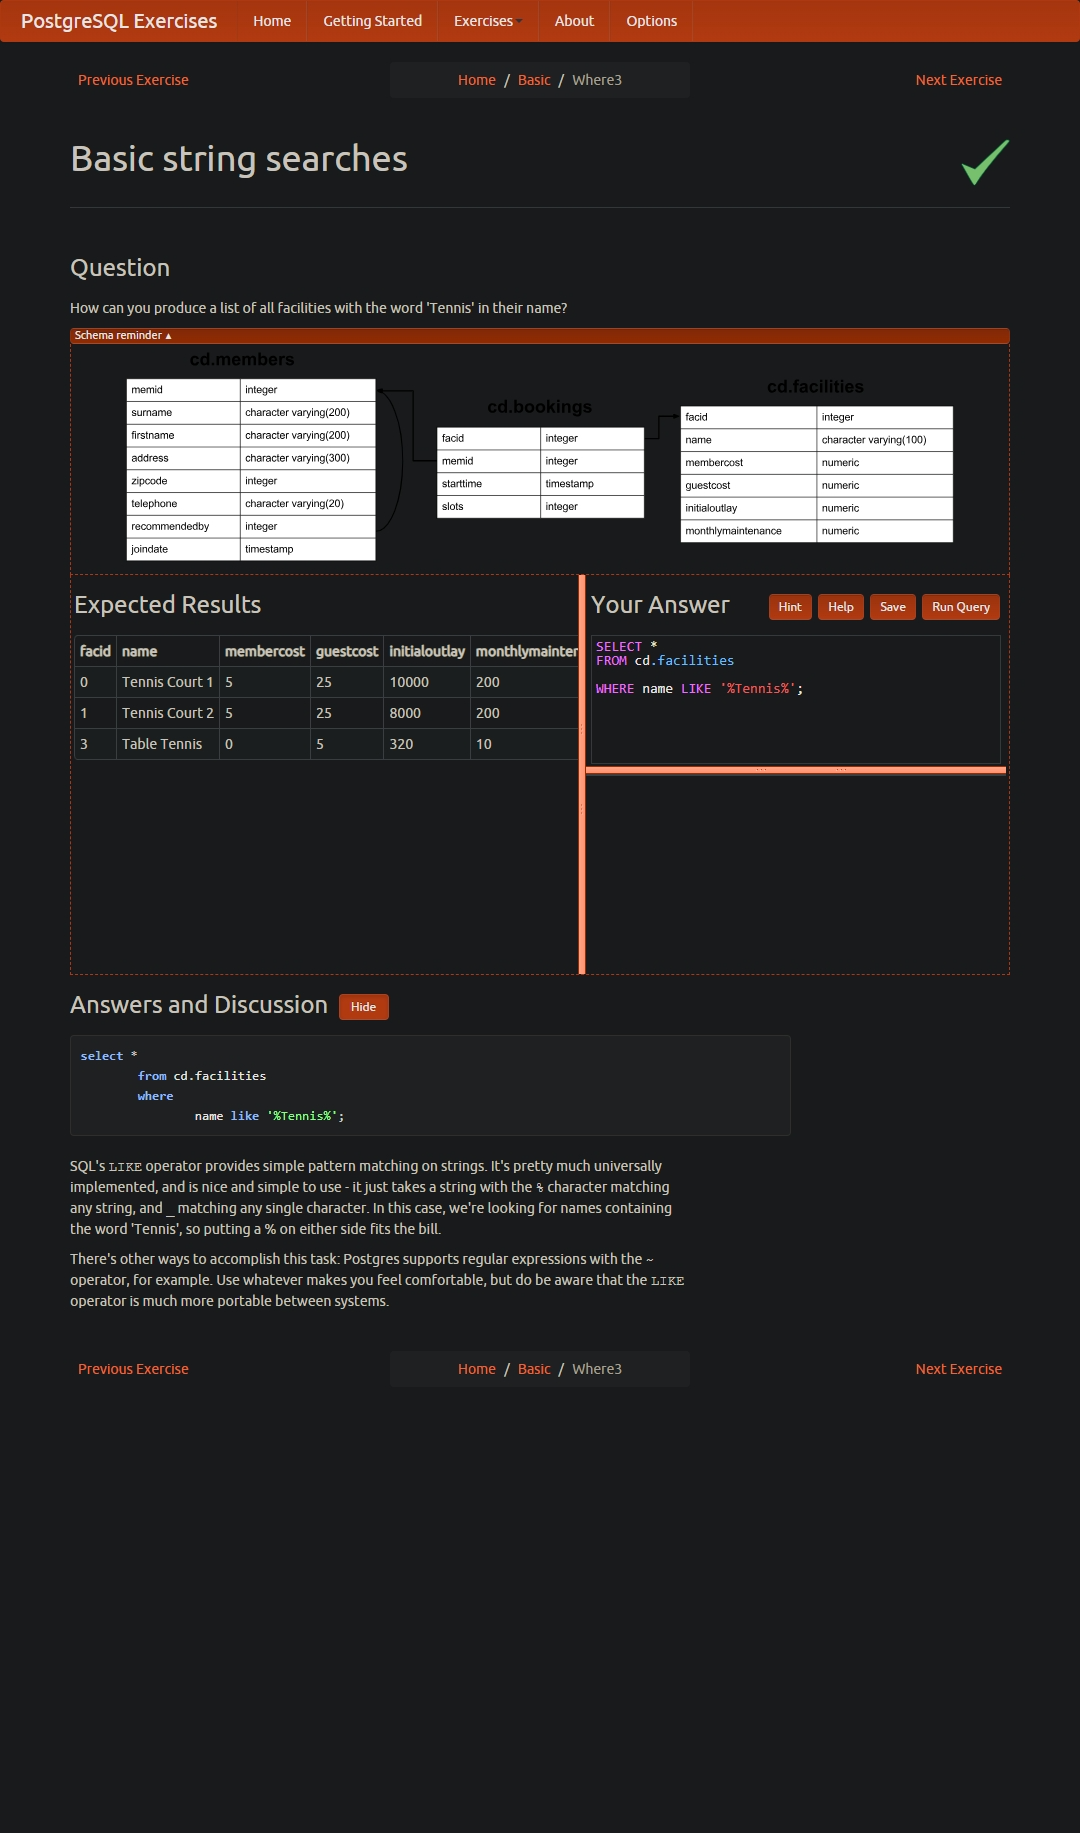 PostgreSQL Exercises Home Getting Started Exercises About Options
Previous Exercise Home / Basic / Where3 Next Exercise
Basic string searches
Question
How can you produce a list of all facilities with the word 'Tennis' in their name?
Schema reminder ▴
cd.members
memid integer
surname character varying(200)
firstname character varying(200)
address character varying(300)
zipcode integer
telephone character varying(20)
recommendedby integer
joindate timestamp
cd.bookings
facid integer
memid integer
starttime timestamp
slots integer
cd.facilities
facid integer
name character varying(100)
membercost numeric
guestcost numeric
initialoutlay numeric
monthlymaintenance numeric
Expected Results
facid name membercost guestcost initialoutlay monthlymainter
0 Tennis Court 1 5 25 10000 200
1 Tennis Court 2 5 25 8000 200
3 Table Tennis 0 5 320 10
Your Answer Hint Help Save Run Query
SELECT *
FROM cd.facilities
WHERE name LIKE '%Tennis%';
Answers and Discussion Hide
select *
from cd.facilities
where
name like '%Tennis%';
SQL's LIKE operator provides simple pattern matching on strings. It's pretty much universally
implemented, and is nice and simple to use - it just takes a string with the % character matching
any string, and _ matching any single character. In this case, we're looking for names containing
the word 'Tennis', so putting a % on either side fits the bill.
There's other ways to accomplish this task: Postgres supports regular expressions with the ~
operator, for example. Use whatever makes you feel comfortable, but do be aware that the LIKE
operator is much more portable between systems.
Previous Exercise Home / Basic / Where3 Next Exercise